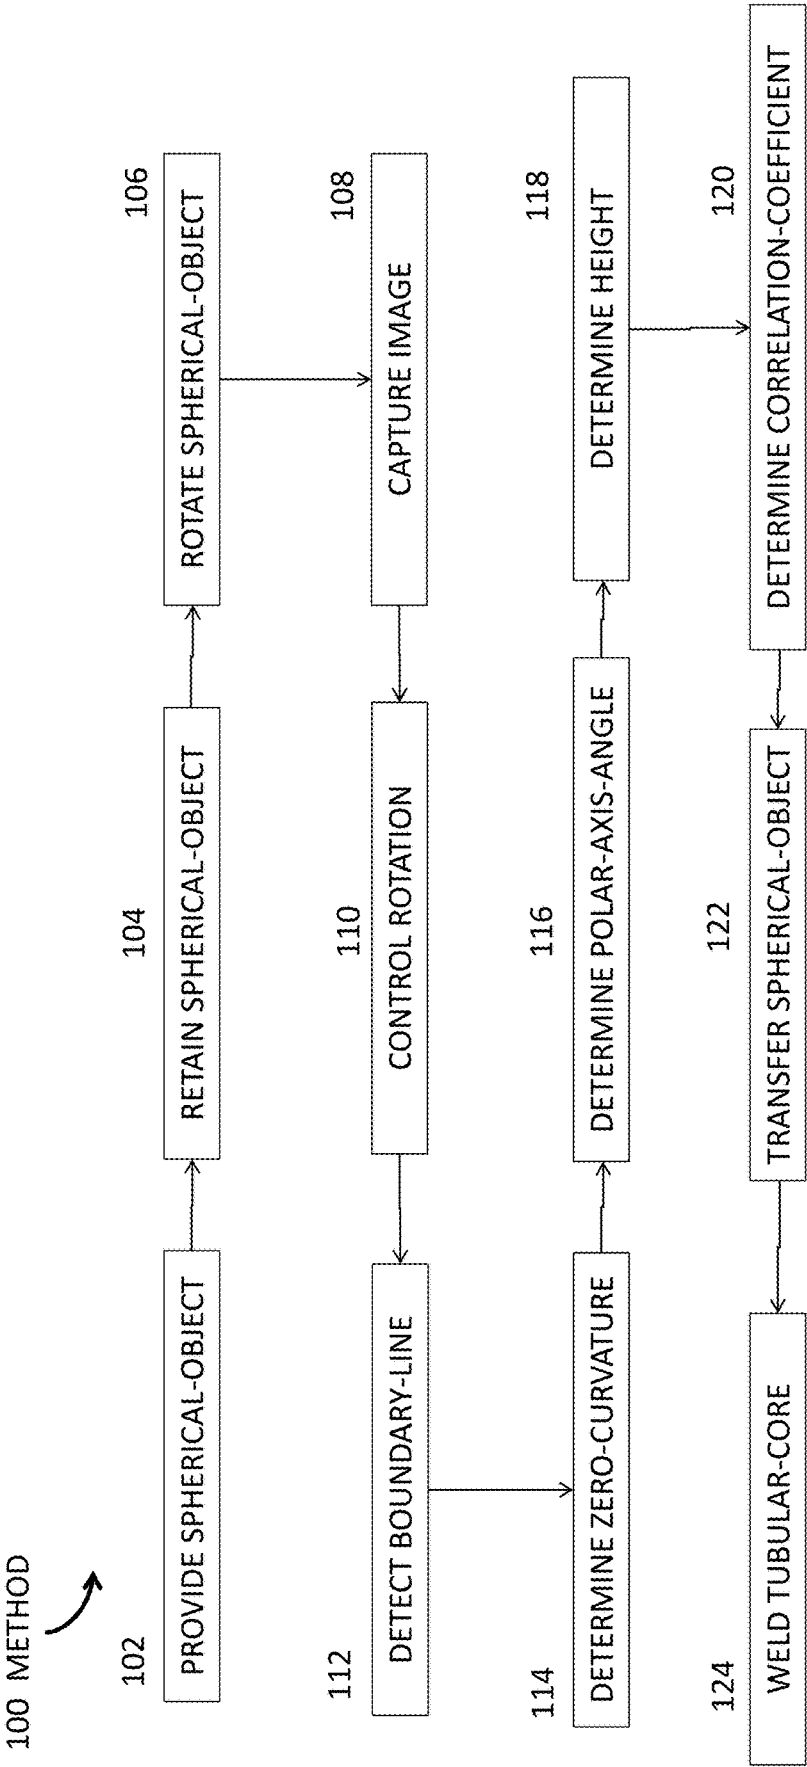 100 METHOD
102
PROVIDE SPHERICAL-OBJECT
104
RETAIN SPHERICAL-OBJECT
106
ROTATE SPHERICAL-OBJECT
108
CAPTURE IMAGE
110
CONTROL ROTATION
112
DETECT BOUNDARY-LINE
114
DETERMINE ZERO-CURVATURE
116
DETERMINE POLAR-AXIS-ANGLE
118
DETERMINE HEIGHT
120
DETERMINE CORRELATION-COEFFICIENT
122
TRANSFER SPHERICAL-OBJECT
124
WELD TUBULAR-CORE